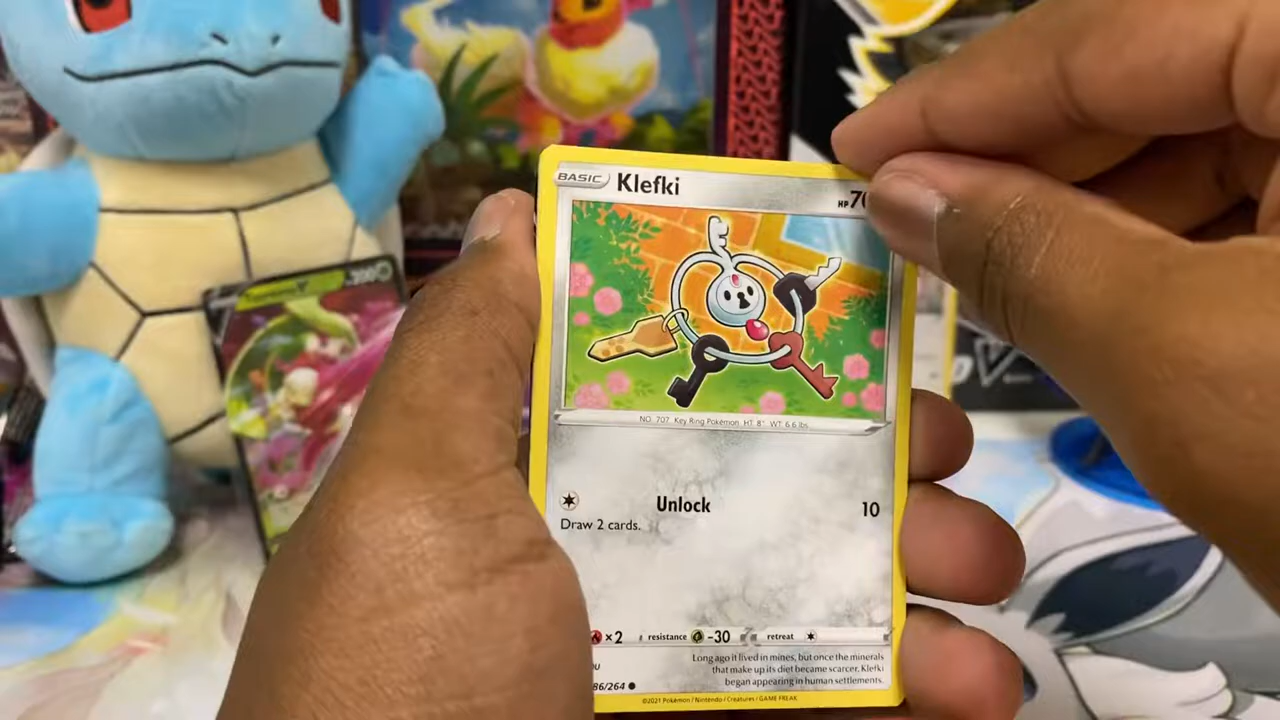 BASIC Klefki HP 70
NO. 707 Key Ring Pokémon HT: 8" WT: 6.6 lbs.
Unlock 10
Draw 2 cards.
×2 resistance -30 retreat
Long ago it lived in mines, but once the minerals
that make up its diet became scarcer, Klefki
began appearing in human settlements.
86/264
©2021 Pokémon / Nintendo / Creatures / GAME FREAK
V